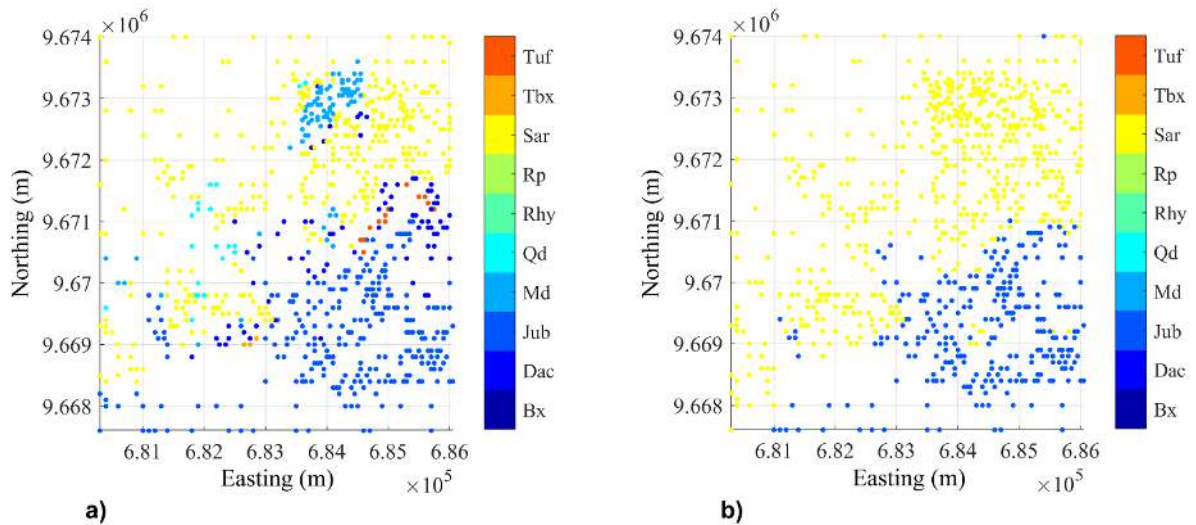 ×10⁶
9.674
9.673
9.672
9.671
9.67
9.669
9.668
Northing (m)
6.81 6.82 6.83 6.84 6.85 6.86
Easting (m)
×10⁵
Tuf
Tbx
Sar
Rp
Rhy
Qd
Md
Jub
Dac
Bx
a)
×10⁶
9.674
9.673
9.672
9.671
9.67
9.669
9.668
Northing (m)
6.81 6.82 6.83 6.84 6.85 6.86
Easting (m)
×10⁵
Tuf
Tbx
Sar
Rp
Rhy
Qd
Md
Jub
Dac
Bx
b)